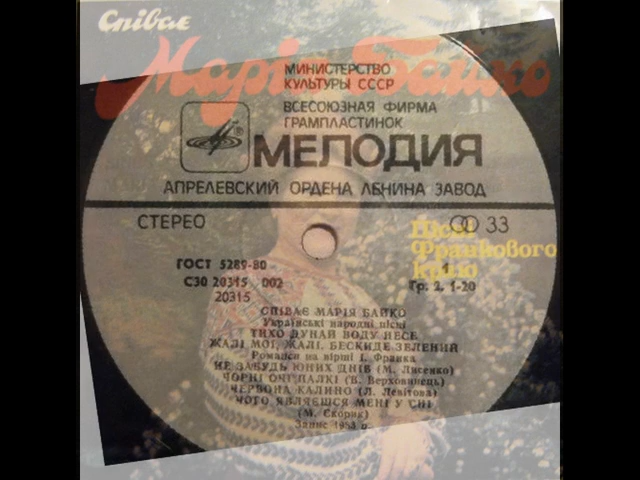 Співає
Марія Байко
МИНИСТЕРСТВО
КУЛЬТУРЫ СССР
ВСЕСОЮЗНАЯ ФИРМА
ГРАМПЛАСТИНОК
МЕЛОДИЯ
АПРЕЛЕВСКИЙ ОРДЕНА ЛЕНИНА ЗАВОД
СТЕРЕО
33
Пісні
Франкового
краю
ГОСТ 5289-80
С30 20315 002
20315
Гр. 2. 1-20
СПІВАЄ МАРІЯ БАЙКО
Українські народні пісні
ТИХО ДУНАЙ ВОДУ НЕСЕ
ЖАЛІ МОЇ, ЖАЛІ. БЕСКИДЕ ЗЕЛЕНИЙ
Романси на вірші І. Франка
НЕ ЗАБУДЬ ЮНИХ ДНІВ (М. Лисенко)
ЧОРНІ ОЧІ ПАЛКІ (В. Верховинець)
ЧЕРВОНА КАЛИНО (Л. Левітова)
ЧОГО ЯВЛЯЄШСЯ МЕНІ У СНІ
(М. Скорик)
Запис 1983 р.